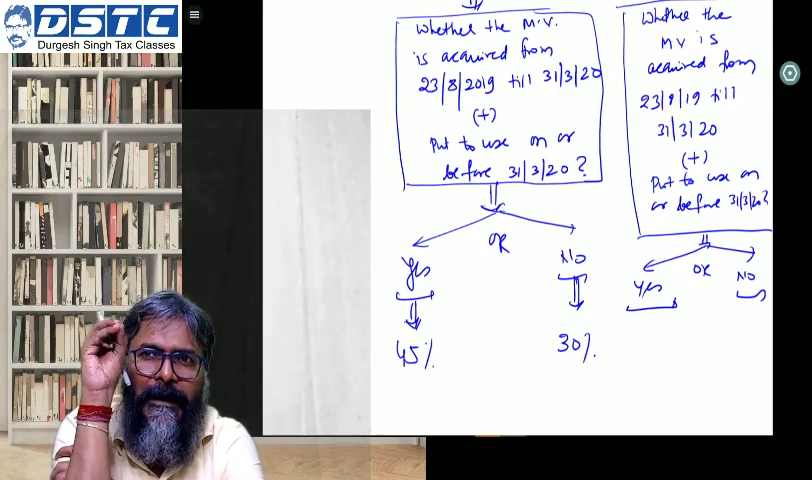 DSTC
Durgesh Singh Tax Classes
Whether the M.V.
is acquired from
23/8/2019 till 31/3/20
(+)
Put to use on or
before 31/3/20?
Yes
OR
NO
45%
30%.
Whether the
MV is
acquired from
23/9/19 till
31/3/20
(+)
Put to use on
or before 31/3/20?
Yes
OR
NO